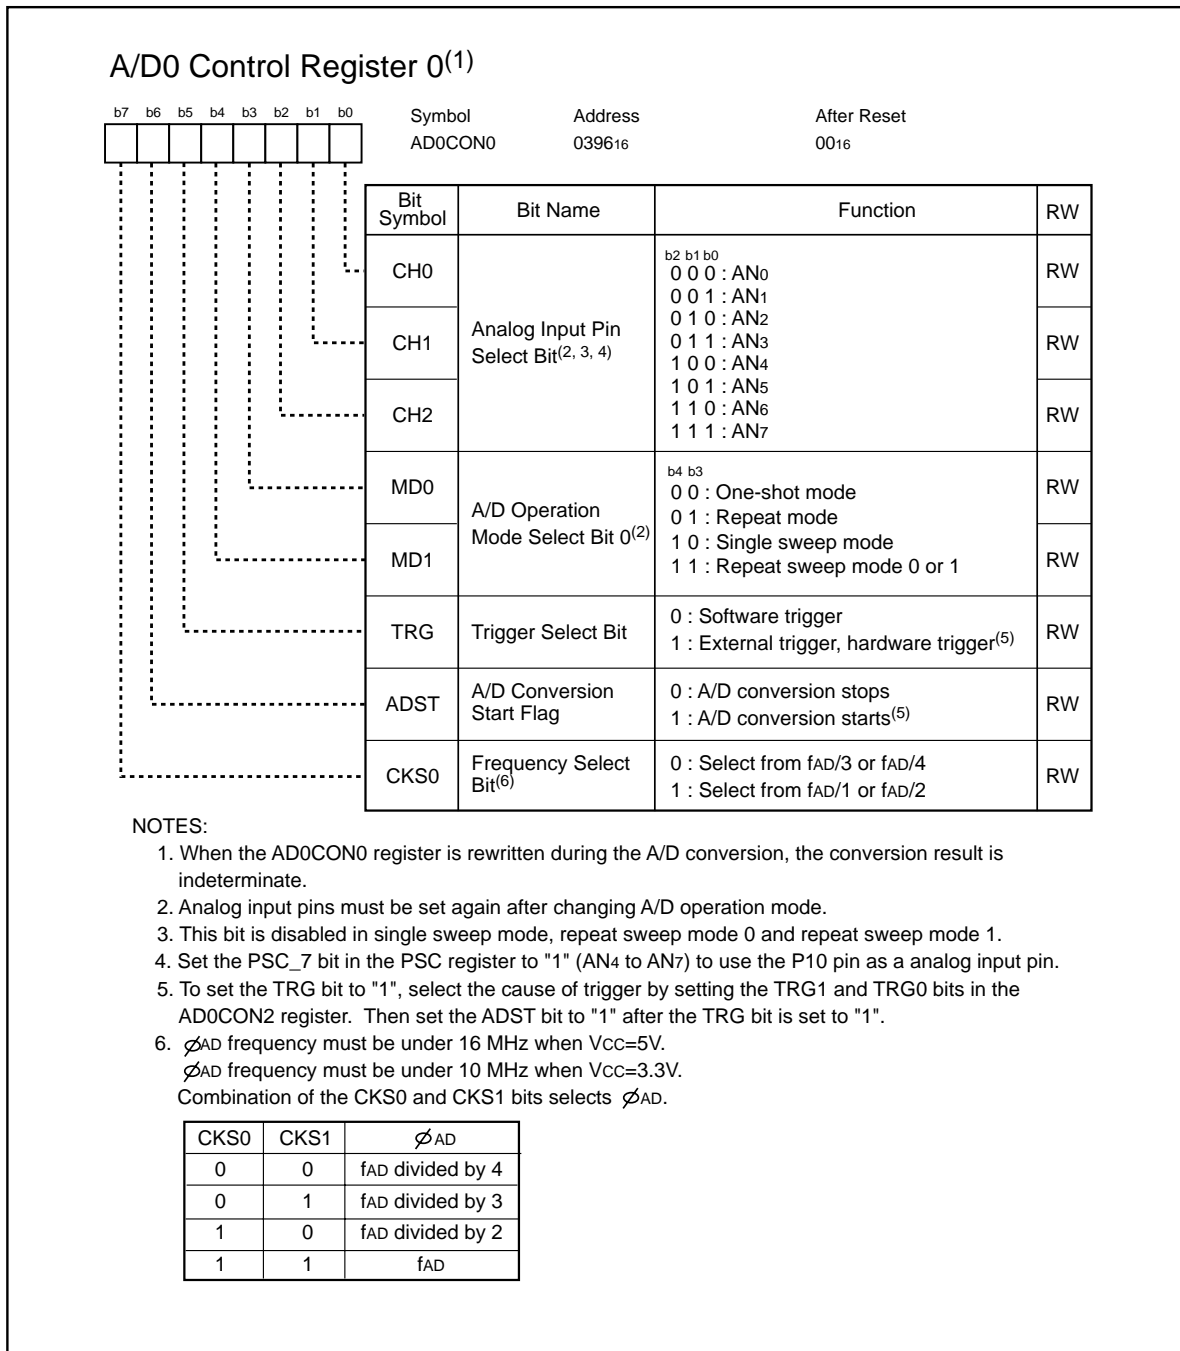 A/D0 Control Register 0(1)
b7 b6 b5 b4 b3 b2 b1 b0
Symbol Address After Reset
AD0CON0 039616 0016
Bit Symbol Bit Name Function RW
CH0 RW
CH1 RW
CH2 RW
Analog Input Pin
Select Bit(2, 3, 4)
b2 b1 b0
0 0 0 : AN0
0 0 1 : AN1
0 1 0 : AN2
0 1 1 : AN3
1 0 0 : AN4
1 0 1 : AN5
1 1 0 : AN6
1 1 1 : AN7
MD0 RW
MD1 RW
A/D Operation
Mode Select Bit 0(2)
b4 b3
0 0 : One-shot mode
0 1 : Repeat mode
1 0 : Single sweep mode
1 1 : Repeat sweep mode 0 or 1
TRG Trigger Select Bit RW
0 : Software trigger
1 : External trigger, hardware trigger(5)
ADST RW
A/D Conversion
Start Flag
0 : A/D conversion stops
1 : A/D conversion starts(5)
CKS0 RW
Frequency Select
Bit(6)
0 : Select from fAD/3 or fAD/4
1 : Select from fAD/1 or fAD/2
NOTES:
1. When the AD0CON0 register is rewritten during the A/D conversion, the conversion result is
indeterminate.
2. Analog input pins must be set again after changing A/D operation mode.
3. This bit is disabled in single sweep mode, repeat sweep mode 0 and repeat sweep mode 1.
4. Set the PSC_7 bit in the PSC register to "1" (AN4 to AN7) to use the P10 pin as a analog input pin.
5. To set the TRG bit to "1", select the cause of trigger by setting the TRG1 and TRG0 bits in the
AD0CON2 register. Then set the ADST bit to "1" after the TRG bit is set to "1".
6. ØAD frequency must be under 16 MHz when VCC=5V.
ØAD frequency must be under 10 MHz when VCC=3.3V.
Combination of the CKS0 and CKS1 bits selects ØAD.
CKS0 CKS1 ØAD
0 0 fAD divided by 4
0 1 fAD divided by 3
1 0 fAD divided by 2
1 1 fAD